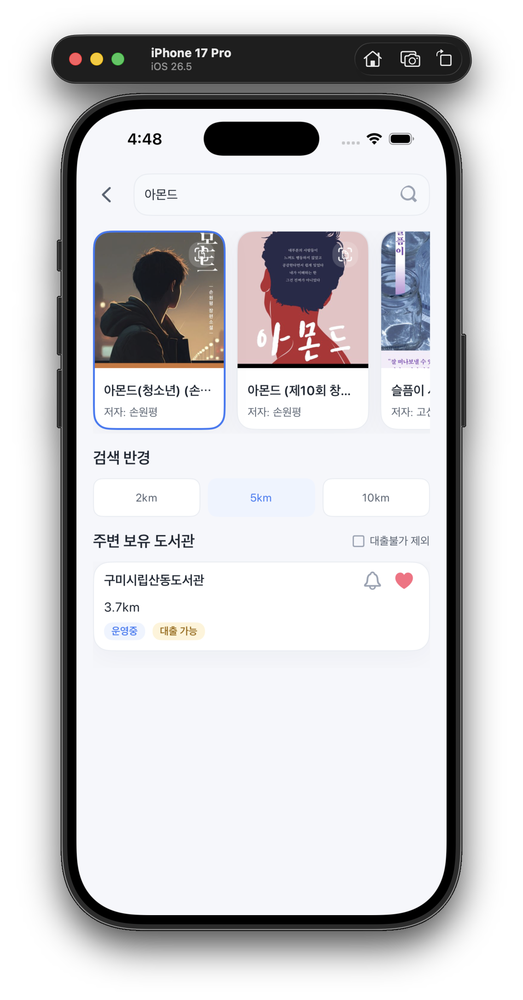 iPhone 17 Pro
iOS 26.5
4:48
아몬드
몬드
손원평 장편소설
대부분의 사람들이
느껴도 행동하지 않았고
공감한다면서 쉽게 잊었다
내가 이해하는 한
그건 진짜가 아니었다
아몬드
슬픔이
“잘 떠나보낼 수 있
아몬드(청소년) (손…
저자: 손원평
아몬드 (제10회 창...
저자: 손원평
슬픔이
저자: 고선
검색 반경
2km
5km
10km
주변 보유 도서관
대출불가 제외
구미시립산동도서관
3.7km
운영중
대출 가능